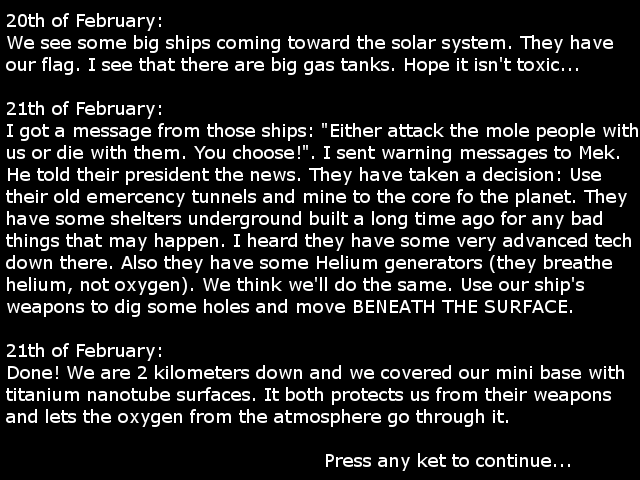 20th of February:
We see some big ships coming toward the solar system. They have
our flag. I see that there are big gas tanks. Hope it isn't toxic...
21th of February:
I got a message from those ships: "Either attack the mole people with
us or die with them. You choose!". I sent warning messages to Mek.
He told their president the news. They have taken a decision: Use
their old emercency tunnels and mine to the core fo the planet. They
have some shelters underground built a long time ago for any bad
things that may happen. I heard they have some very advanced tech
down there. Also they have some Helium generators (they breathe
helium, not oxygen). We think we'll do the same. Use our ship's
weapons to dig some holes and move BENEATH THE SURFACE.
21th of February:
Done! We are 2 kilometers down and we covered our mini base with
titanium nanotube surfaces. It both protects us from their weapons
and lets the oxygen from the atmosphere go through it.
Press any ket to continue...